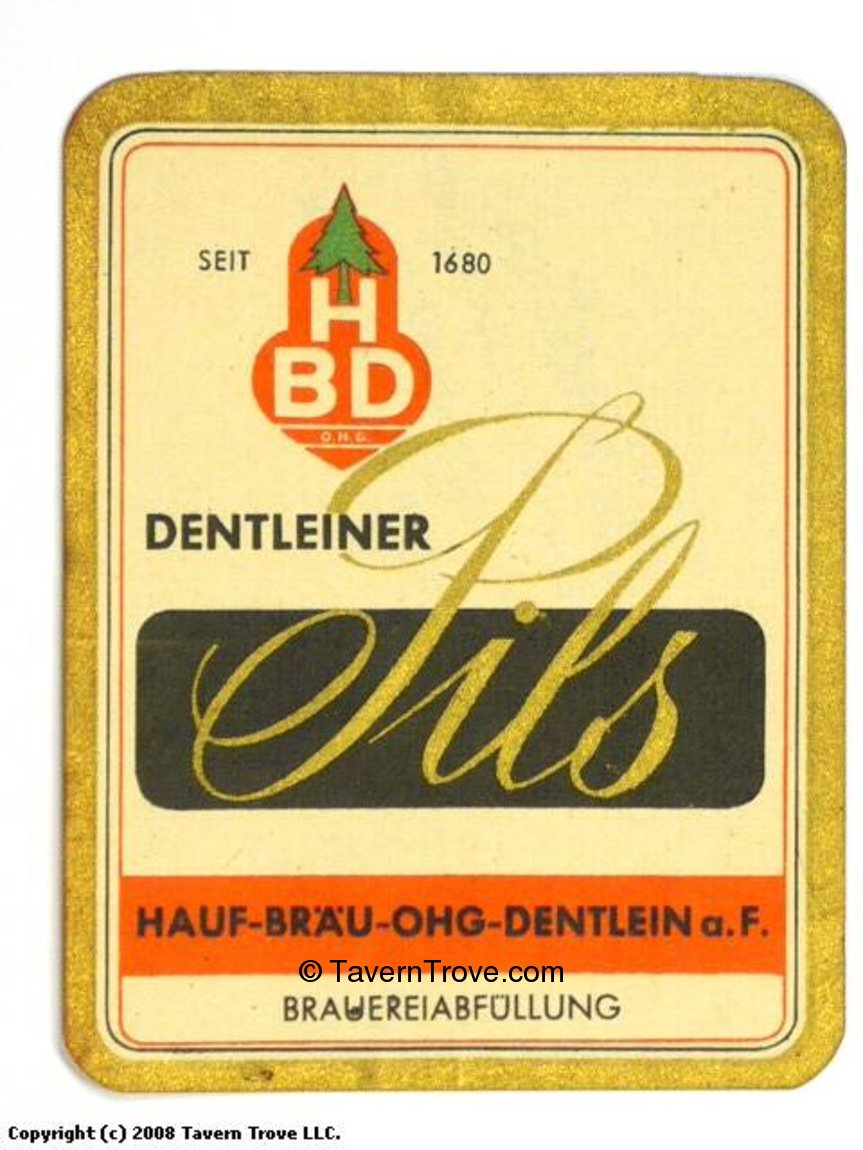 SEIT 1680
H
BD
O.H.G.
DENTLEINER
Pils
HAUF-BRÄU-OHG-DENTLEIN a.F.
© TavernTrove.com
BRAUEREIABFÜLLUNG
Copyright (c) 2008 Tavern Trove LLC.